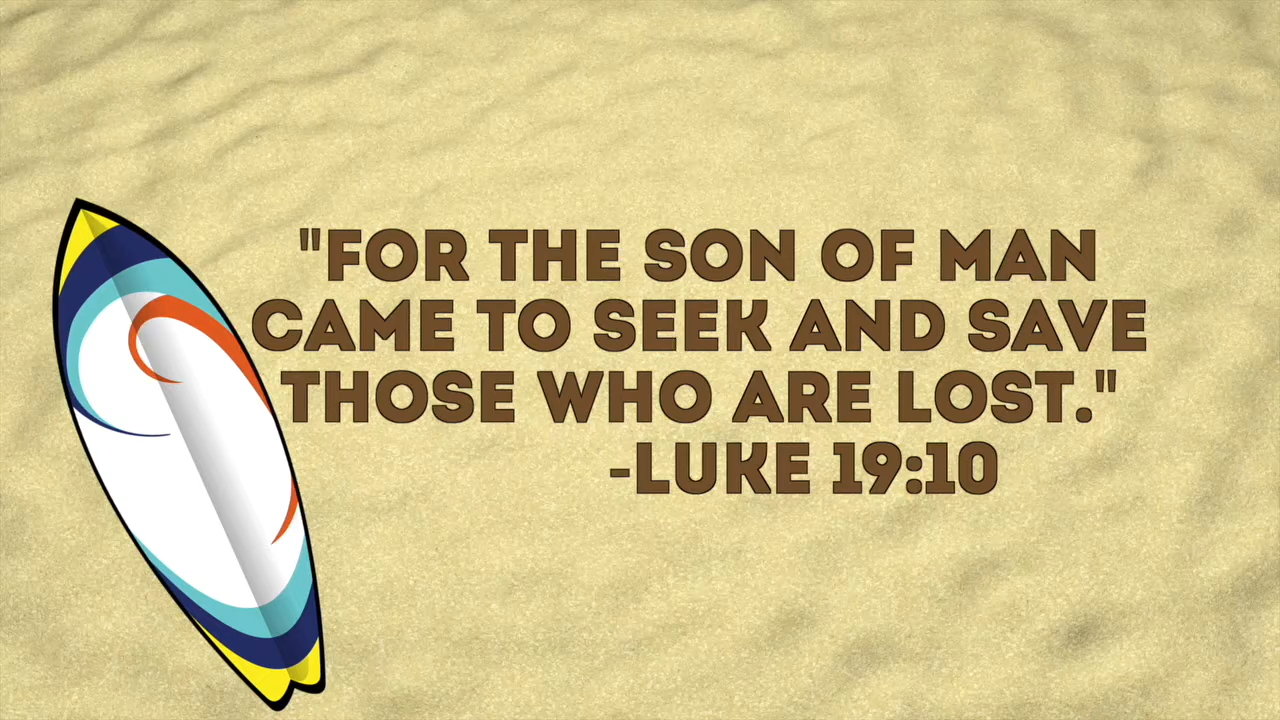 "FOR THE SON OF MAN
CAME TO SEEK AND SAVE
THOSE WHO ARE LOST."
-LUKE 19:10